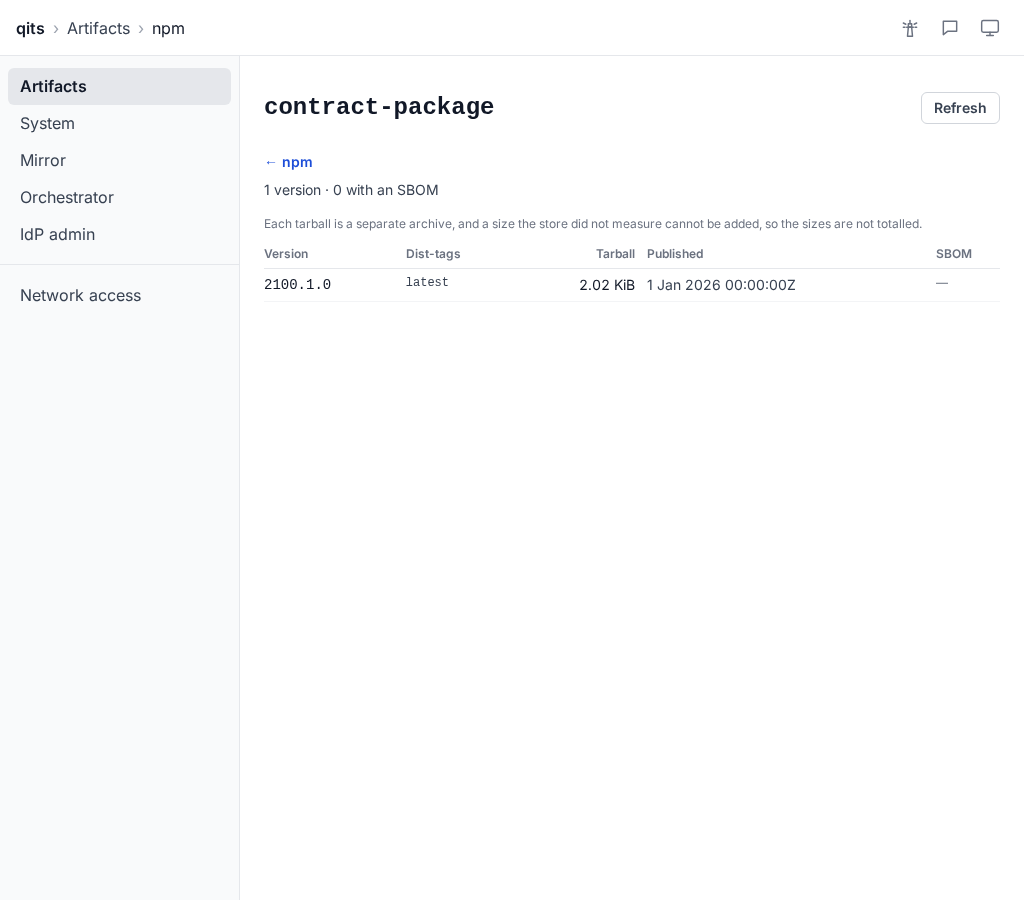 qits › Artifacts › npm
Artifacts
System
Mirror
Orchestrator
IdP admin
Network access
contract-package
Refresh
← npm
1 version · 0 with an SBOM
Each tarball is a separate archive, and a size the store did not measure cannot be added, so the sizes are not totalled.
Version Dist-tags Tarball Published SBOM
2100.1.0 latest 2.02 KiB 1 Jan 2026 00:00:00Z —